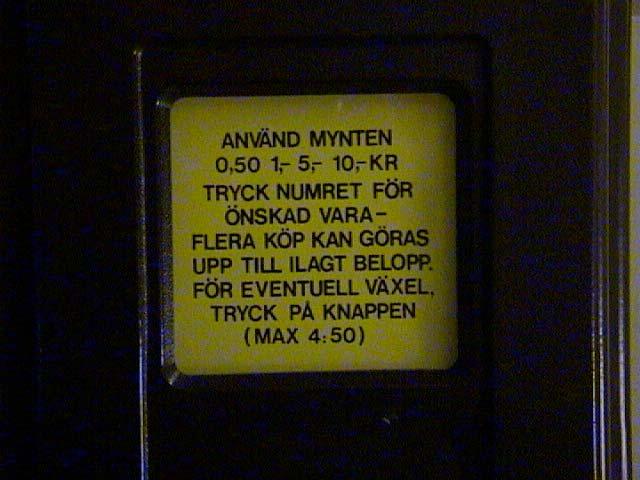 ANVÄND MYNTEN
0,50 1,- 5,- 10,-KR
TRYCK NUMRET FÖR
ÖNSKAD VARA-
FLERA KÖP KAN GÖRAS
UPP TILL ILAGT BELOPP.
FÖR EVENTUELL VÄXEL,
TRYCK PÅ KNAPPEN
(MAX 4:50)